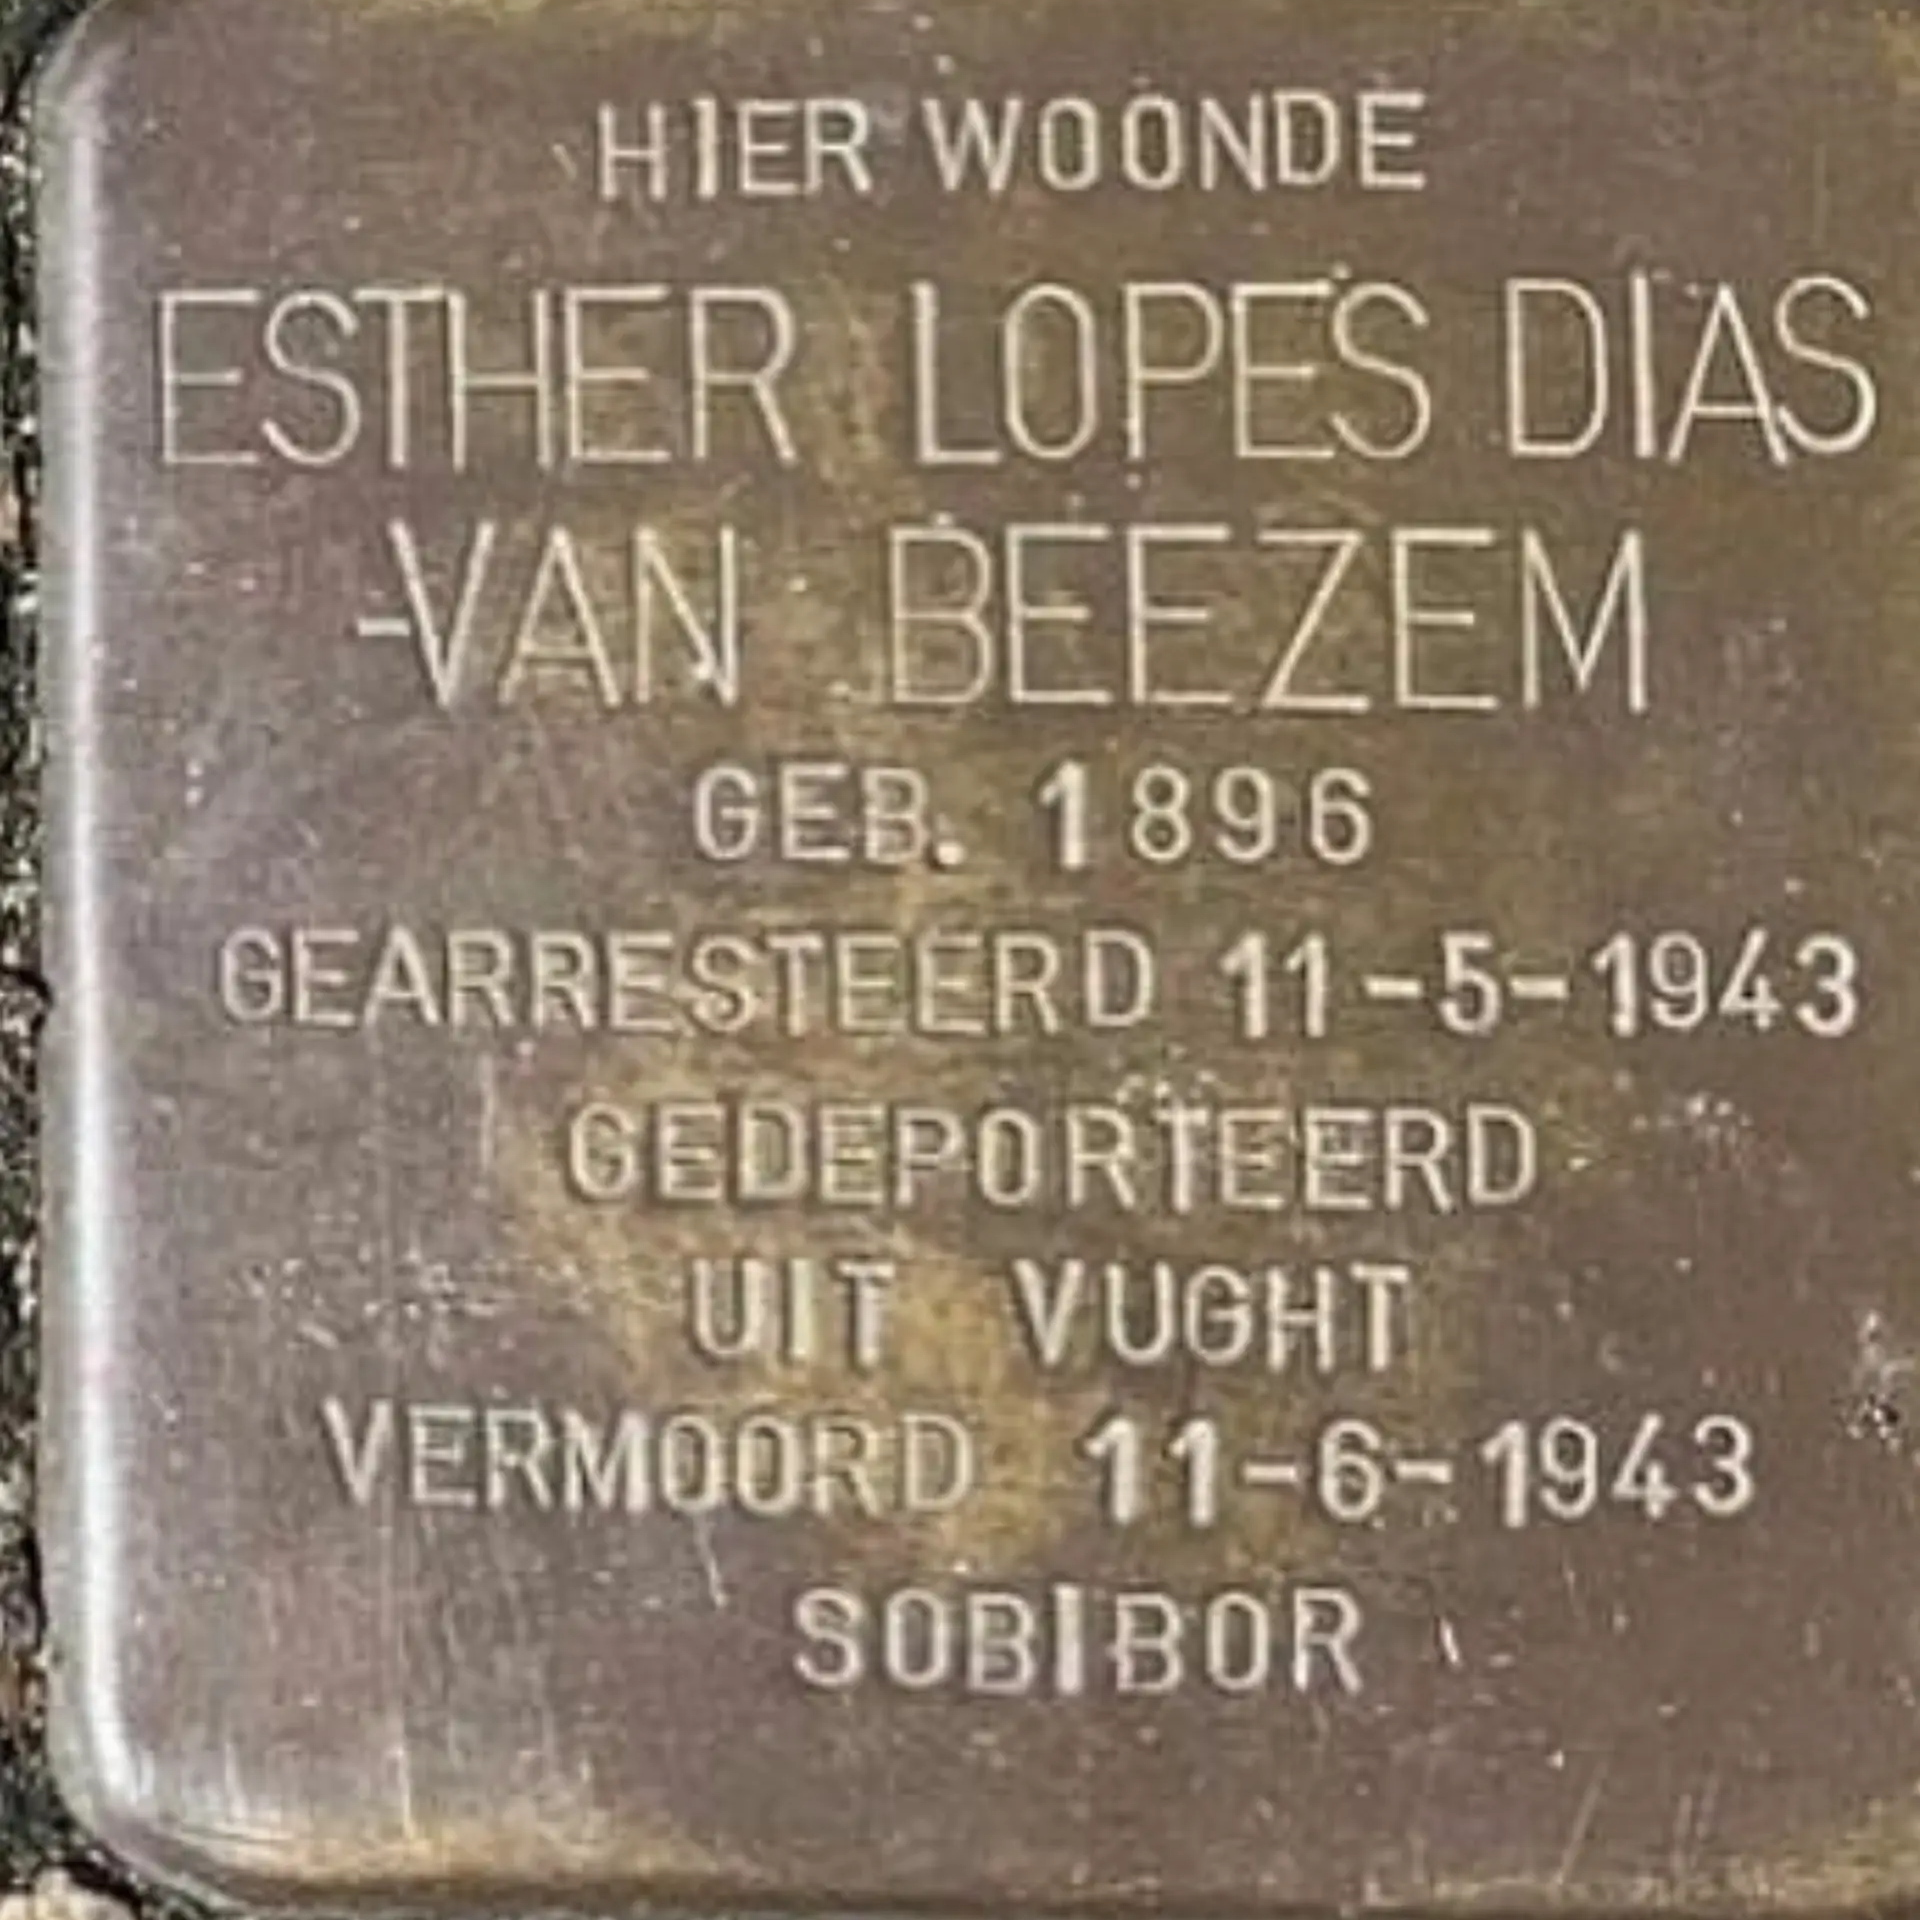 HIER WOONDE
ESTHER LOPES DIAS
-VAN BEEZEM
GEB. 1896
GEARRESTEERD 11-5-1943
GEDEPORTEERD
UIT VUGHT
VERMOORD 11-6-1943
SOBIBOR